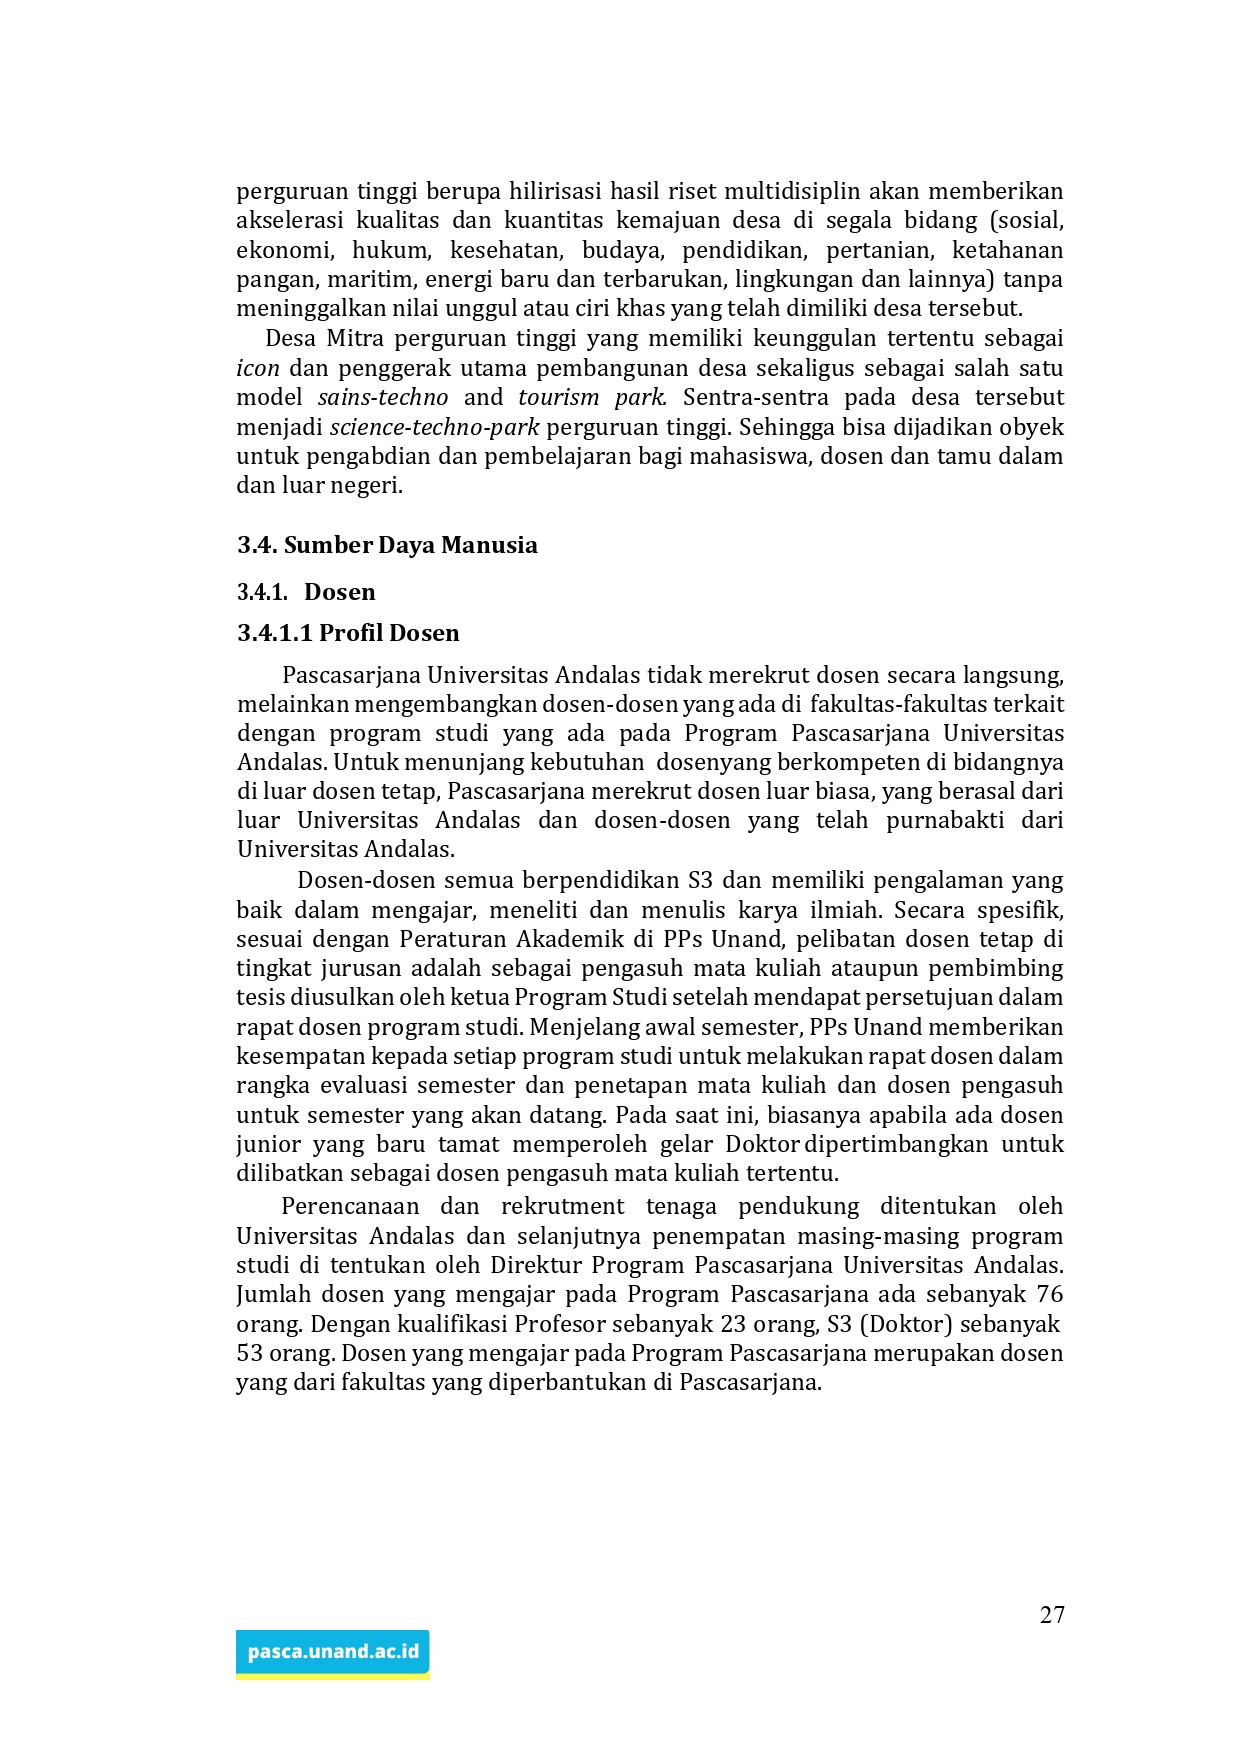 perguruan tinggi berupa hilirisasi hasil riset multidisiplin akan memberikan
akselerasi kualitas dan kuantitas kemajuan desa di segala bidang (sosial,
ekonomi, hukum, kesehatan, budaya, pendidikan, pertanian, ketahanan
pangan, maritim, energi baru dan terbarukan, lingkungan dan lainnya) tanpa
meninggalkan nilai unggul atau ciri khas yang telah dimiliki desa tersebut.
Desa Mitra perguruan tinggi yang memiliki keunggulan tertentu sebagai
icon dan penggerak utama pembangunan desa sekaligus sebagai salah satu
model sains-techno and tourism park. Sentra-sentra pada desa tersebut
menjadi science-techno-park perguruan tinggi. Sehingga bisa dijadikan obyek
untuk pengabdian dan pembelajaran bagi mahasiswa, dosen dan tamu dalam
dan luar negeri.
3.4. Sumber Daya Manusia
3.4.1. Dosen
3.4.1.1 Profil Dosen
Pascasarjana Universitas Andalas tidak merekrut dosen secara langsung,
melainkan mengembangkan dosen-dosen yang ada di fakultas-fakultas terkait
dengan program studi yang ada pada Program Pascasarjana Universitas
Andalas. Untuk menunjang kebutuhan dosenyang berkompeten di bidangnya
di luar dosen tetap, Pascasarjana merekrut dosen luar biasa, yang berasal dari
luar Universitas Andalas dan dosen-dosen yang telah purnabakti dari
Universitas Andalas.
Dosen-dosen semua berpendidikan S3 dan memiliki pengalaman yang
baik dalam mengajar, meneliti dan menulis karya ilmiah. Secara spesifik,
sesuai dengan Peraturan Akademik di PPs Unand, pelibatan dosen tetap di
tingkat jurusan adalah sebagai pengasuh mata kuliah ataupun pembimbing
tesis diusulkan oleh ketua Program Studi setelah mendapat persetujuan dalam
rapat dosen program studi. Menjelang awal semester, PPs Unand memberikan
kesempatan kepada setiap program studi untuk melakukan rapat dosen dalam
rangka evaluasi semester dan penetapan mata kuliah dan dosen pengasuh
untuk semester yang akan datang. Pada saat ini, biasanya apabila ada dosen
junior yang baru tamat memperoleh gelar Doktor dipertimbangkan untuk
dilibatkan sebagai dosen pengasuh mata kuliah tertentu.
Perencanaan dan rekrutment tenaga pendukung ditentukan oleh
Universitas Andalas dan selanjutnya penempatan masing-masing program
studi di tentukan oleh Direktur Program Pascasarjana Universitas Andalas.
Jumlah dosen yang mengajar pada Program Pascasarjana ada sebanyak 76
orang. Dengan kualifikasi Profesor sebanyak 23 orang, S3 (Doktor) sebanyak
53 orang. Dosen yang mengajar pada Program Pascasarjana merupakan dosen
yang dari fakultas yang diperbantukan di Pascasarjana.
27
pasca.unand.ac.id